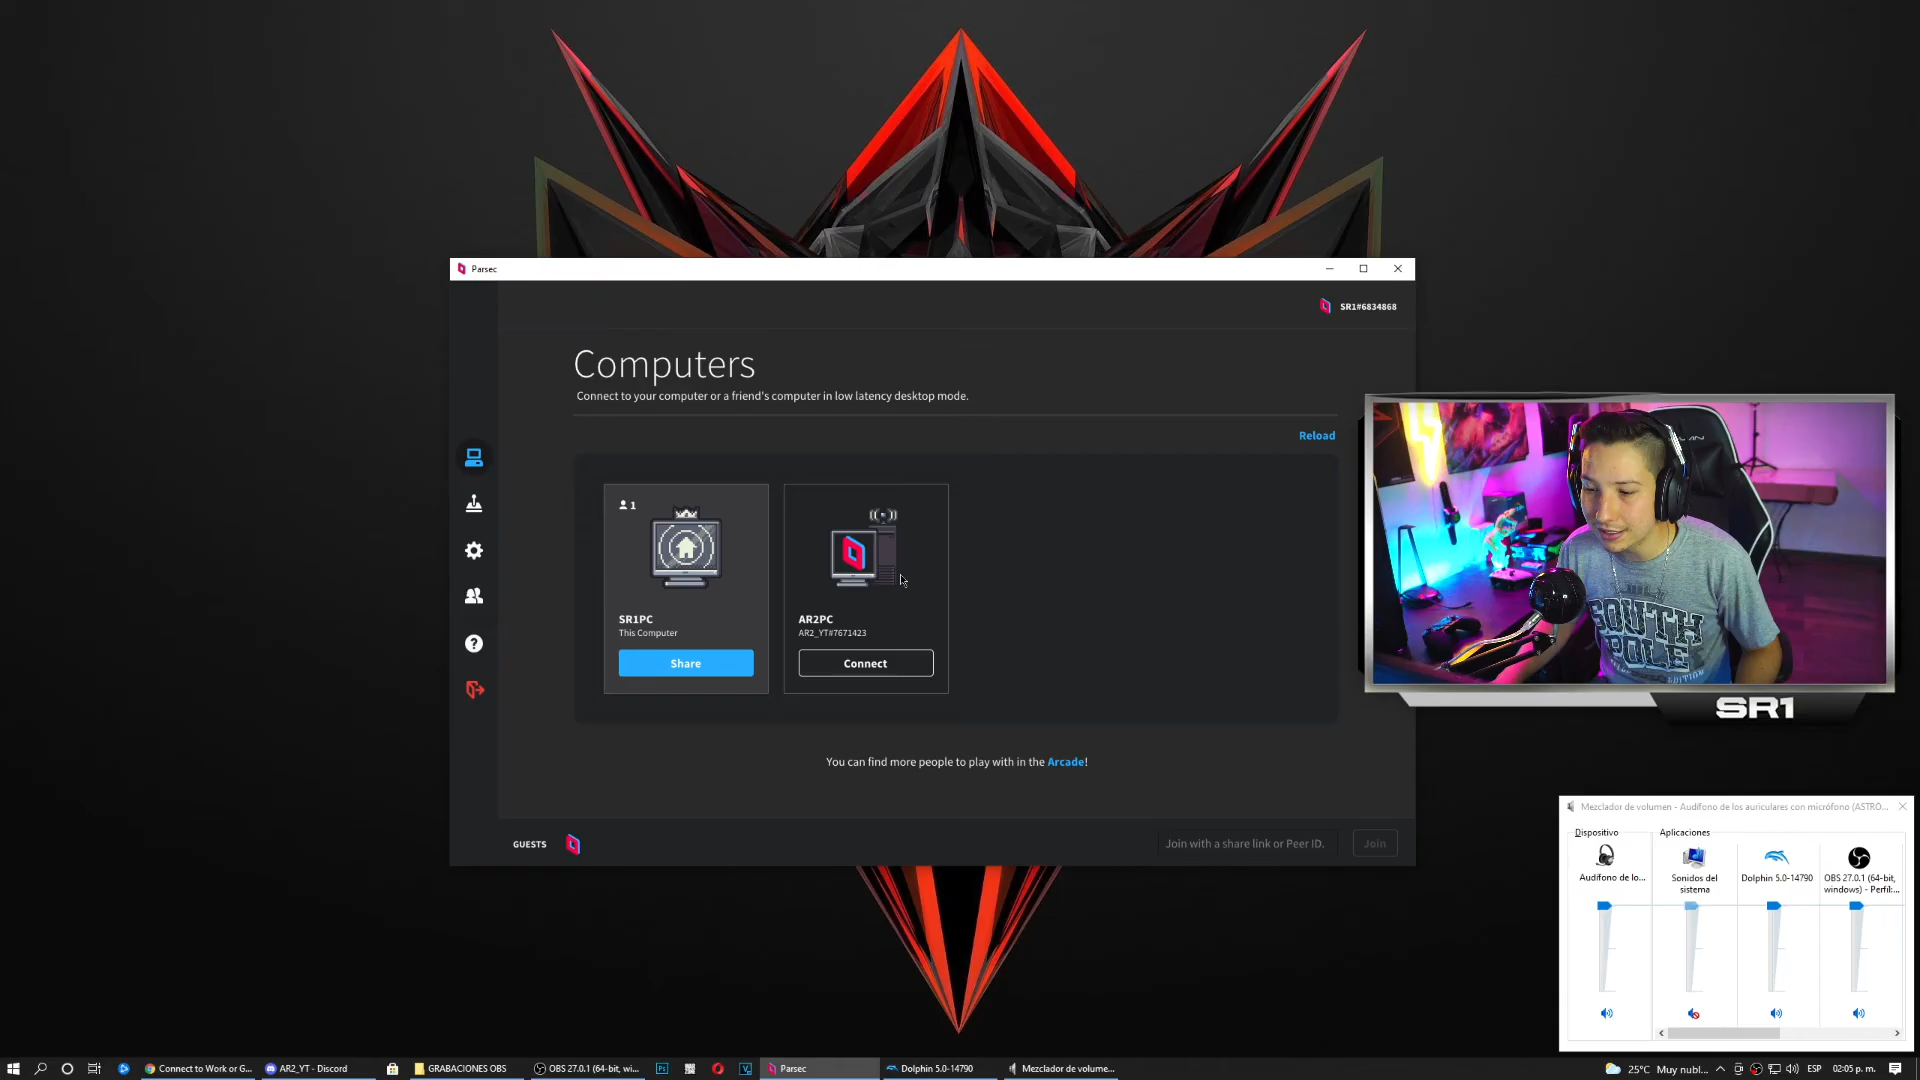 Parsec
SR1#6834868
Computers
Connect to your computer or a friend's computer in low latency desktop mode.
Reload
1
SR1PC
This Computer
Share
AR2PC
AR2_YT#7671423
Connect
You can find more people to play with in the Arcade!
GUESTS
Join with a share link or Peer ID.
Join
SOUTH
POLE
EDITION
SR1
Mezclador de volumen - Audífono de los auriculares con micrófono (ASTRO...
Dispositivo
Aplicaciones
Audífono de lo...
Sonidos del
sistema
Dolphin 5.0-14790
OBS 27.0.1 (64-bit,
windows) - Perfil:...
Connect to Work or G...
AR2_YT - Discord
GRABACIONES OBS
OBS 27.0.1 (64-bit, wi...
Ps
Parsec
Dolphin 5.0-14790
Mezclador de volume...
25°C Muy nubl...
ESP
02:05 p. m.